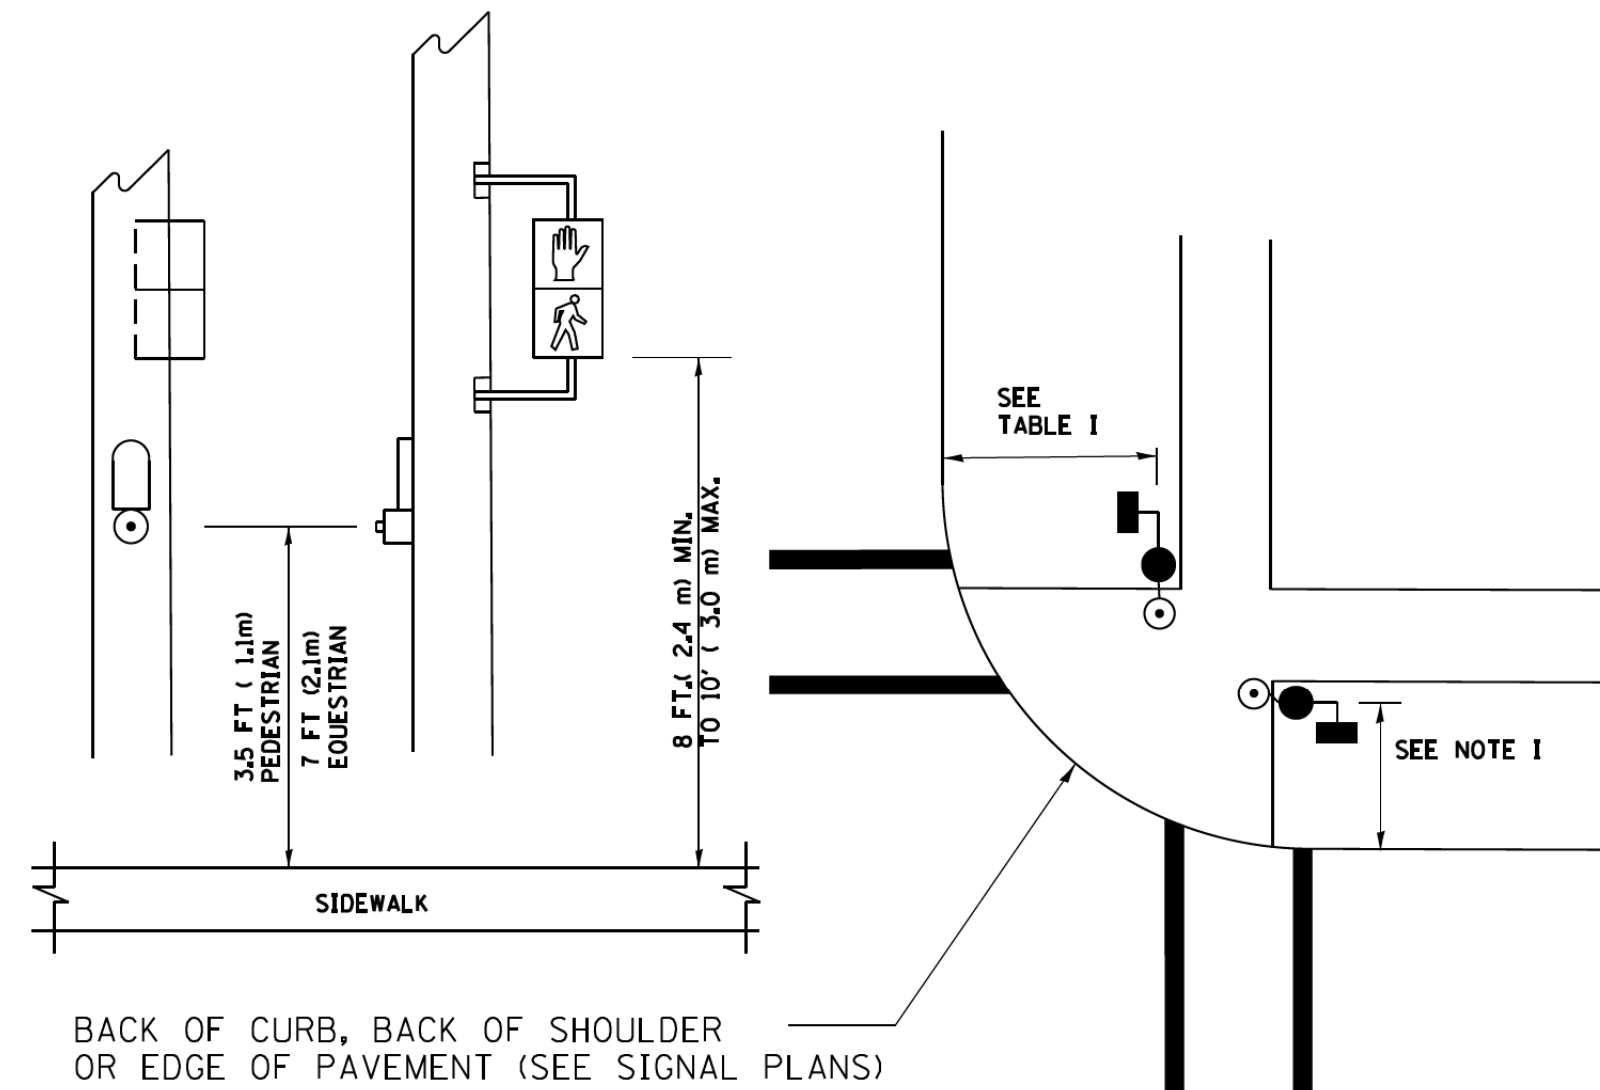 SEE
TABLE I
3.5 FT ( 1.1m)
PEDESTRIAN
7 FT (2.1m)
EQUESTRIAN
8 FT.( 2.4 m) MIN.
TO 10' ( 3.0 m) MAX.
SEE NOTE I
SIDEWALK
BACK OF CURB, BACK OF SHOULDER
OR EDGE OF PAVEMENT (SEE SIGNAL PLANS)